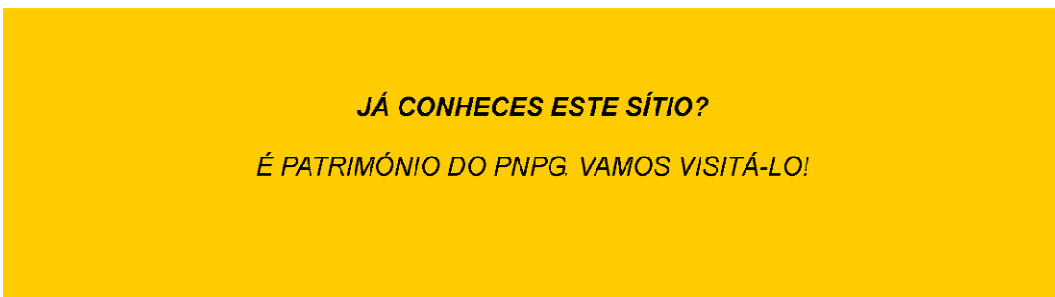 JÁ CONHECES ESTE SÍTIO?
É PATRIMÓNIO DO PNPG. VAMOS VISITÁ-LO!